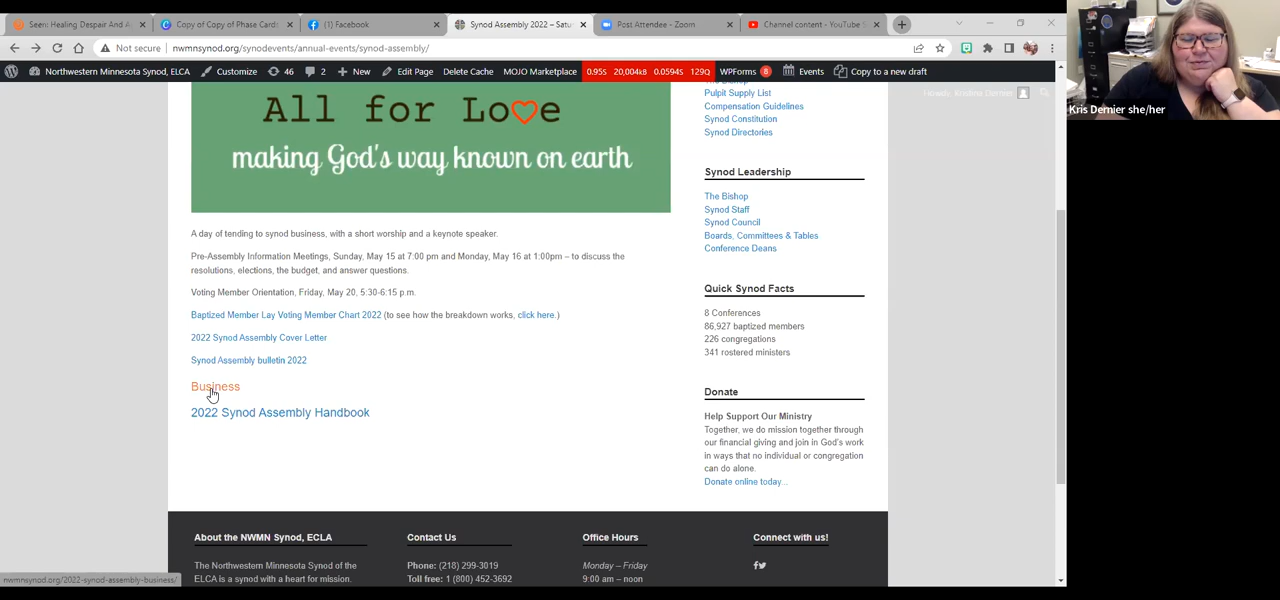 Seen: Healing Despair And A
Copy of Copy of Phase Cards
(1) Facebook
Synod Assembly 2022 – Satu
Post Attendee - Zoom
Channel content - YouTube S
Not secure
nwmnsynod.org/synodevents/annual-events/synod-assembly/
Northwestern Minnesota Synod, ELCA
Customize
46
2
New
Edit Page
Delete Cache
MOJO Marketplace
0.95s 20,004kB 0.0594s 129Q
WPForms 8
Events
Copy to a new draft
Kris Dernier she/her
All for Love
making God's way known on earth
A day of tending to synod business, with a short worship and a keynote speaker.
Pre-Assembly Information Meetings, Sunday, May 15 at 7:00 pm and Monday, May 16 at 1:00pm – to discuss the
resolutions, elections, the budget, and answer questions.
Voting Member Orientation, Friday, May 20, 5:30-6:15 p.m.
Baptized Member Lay Voting Member Chart 2022 (to see how the breakdown works, click here.)
2022 Synod Assembly Cover Letter
Synod Assembly bulletin 2022
Business
2022 Synod Assembly Handbook
The Bishop
Pulpit Supply List
Compensation Guidelines
Synod Constitution
Synod Directories
Synod Leadership
The Bishop
Synod Staff
Synod Council
Boards, Committees & Tables
Conference Deans
Quick Synod Facts
8 Conferences
86,927 baptized members
226 congregations
341 rostered ministers
Donate
Help Support Our Ministry
Together, we do mission together through
our financial giving and join in God's work
in ways that no individual or congregation
can do alone.
Donate online today...
About the NWMN Synod, ECLA
The Northwestern Minnesota Synod of the
ELCA is a synod with a heart for mission.
Contact Us
Phone: (218) 299-3019
Toll free: 1 (800) 452-3692
Office Hours
Monday – Friday
9:00 am – noon
Connect with us!
nwmnsynod.org/2022-synod-assembly-business/